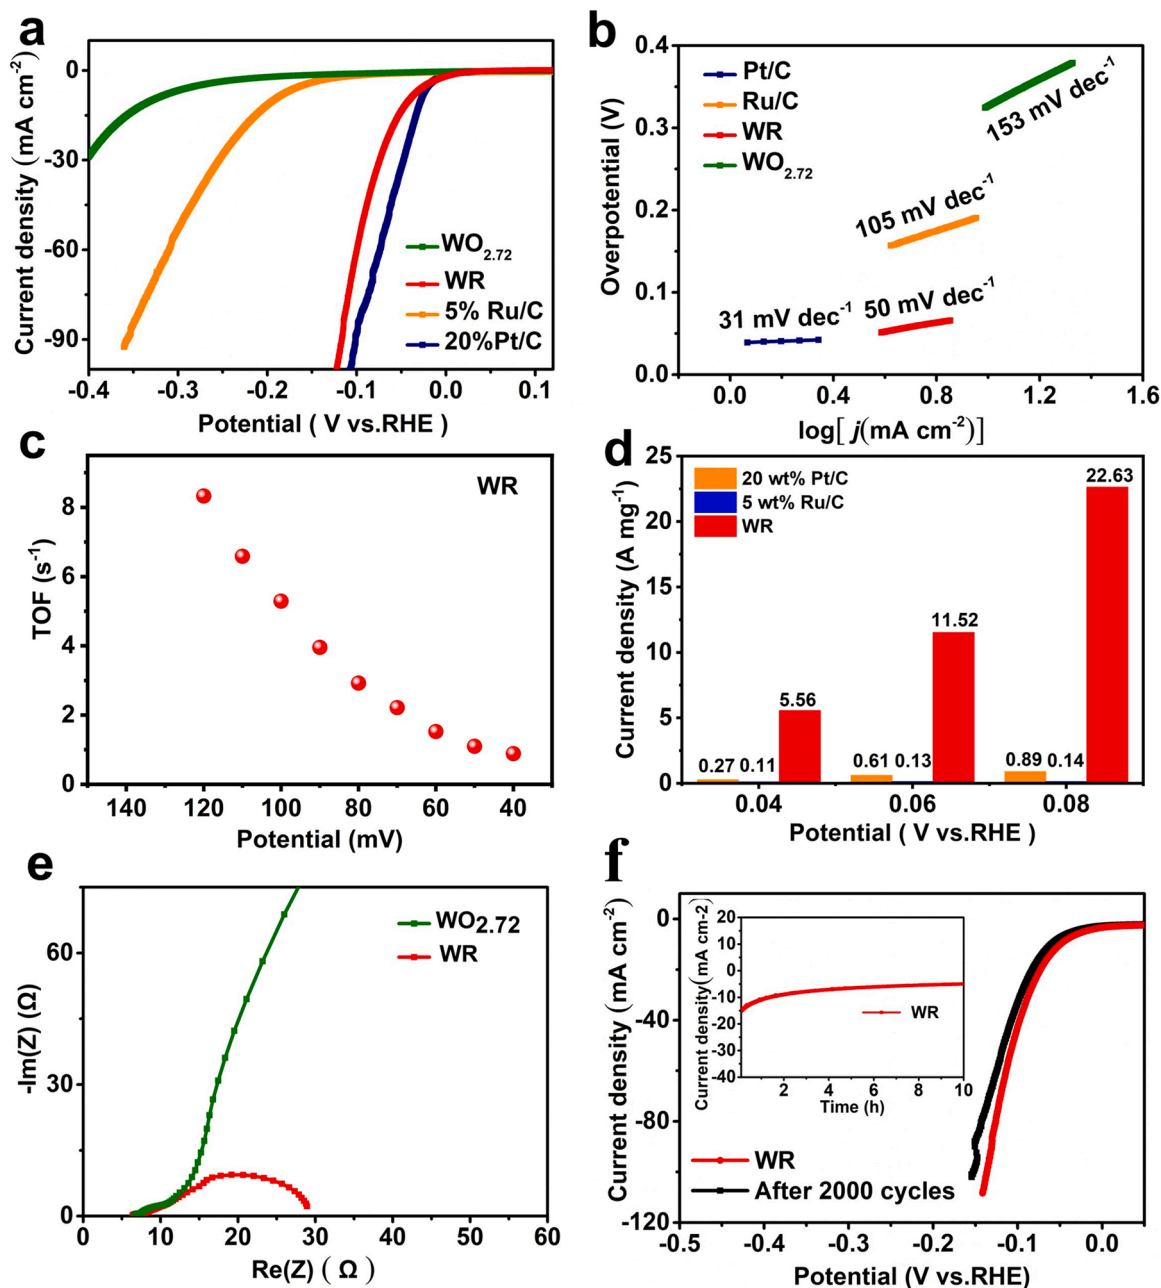 a
Current density (mA cm-2)
0
-30
-60
-90
-0.4
-0.3
-0.2
-0.1
0.0
0.1
Potential ( V vs.RHE )
WO2.72
WR
5% Ru/C
20%Pt/C
b
Overpotential (V)
0.4
0.3
0.2
0.1
0.0
0.0
0.4
0.8
1.2
1.6
log[ j(mA cm-2)]
Pt/C
Ru/C
WR
WO2.72
153 mV dec-1
105 mV dec-1
50 mV dec-1
31 mV dec-1
c
TOF (s-1)
8
6
4
2
0
140
120
100
80
60
40
Potential (mV)
WR
d
Current density (A mg-1)
25
20
15
10
5
0
20 wt% Pt/C
5 wt% Ru/C
WR
0.27
0.11
5.56
0.61
0.13
11.52
0.89
0.14
22.63
0.04
0.06
0.08
Potential ( V vs.RHE )
e
-Im(Z) (Ω)
60
30
0
0
10
20
30
40
50
60
Re(Z) ( Ω )
WO2.72
WR
f
Current density (mA cm-2)
0
-40
-80
-120
-0.5
-0.4
-0.3
-0.2
-0.1
0.0
Potential (V vs.RHE)
WR
After 2000 cycles
Current density(mA cm-2)
20
10
0
-10
-20
-30
-40
2
4
6
8
10
Time (h)
WR